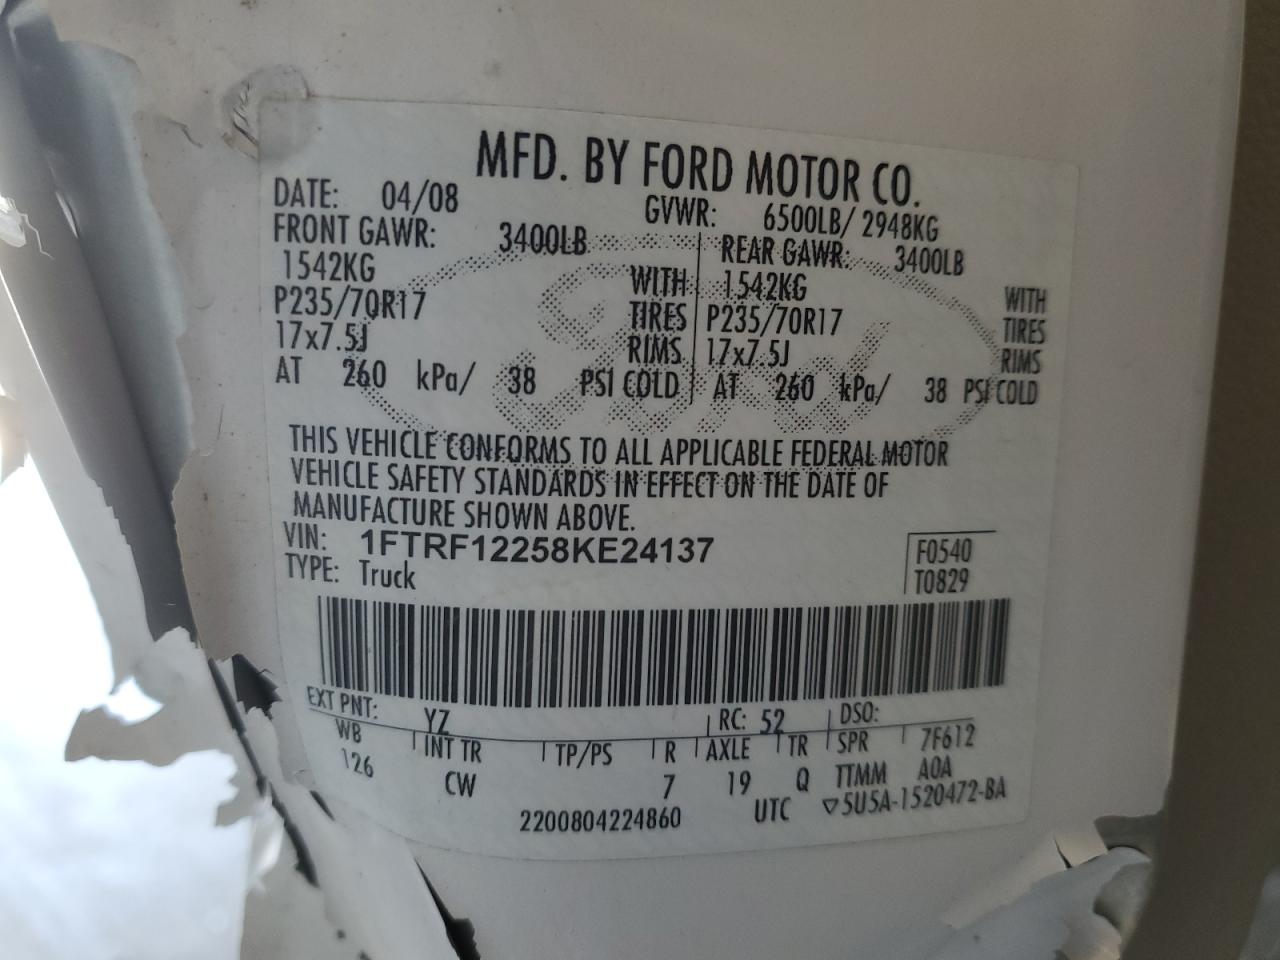 MFD. BY FORD MOTOR CO.
DATE: 04/08 GVWR: 6500LB/ 2948KG
FRONT GAWR: 3400LB REAR GAWR: 3400LB
1542KG WITH 1542KG WITH
P235/70R17 TIRES P235/70R17 TIRES
17x7.5J RIMS 17x7.5J RIMS
AT 260 kPa/ 38 PSI COLD AT 260 kPa/ 38 PSI COLD
Ford
THIS VEHICLE CONFORMS TO ALL APPLICABLE FEDERAL MOTOR
VEHICLE SAFETY STANDARDS IN EFFECT ON THE DATE OF
MANUFACTURE SHOWN ABOVE.
VIN: 1FTRF12258KE24137 F0540
TYPE: Truck T0829
EXT PNT: YZ RC: 52 DSO:
WB INT TR TP/PS R AXLE TR SPR 7F612
126 CW 7 19 Q TTMM A0A
2200804224860 UTC ▽5U5A-1520472-BA